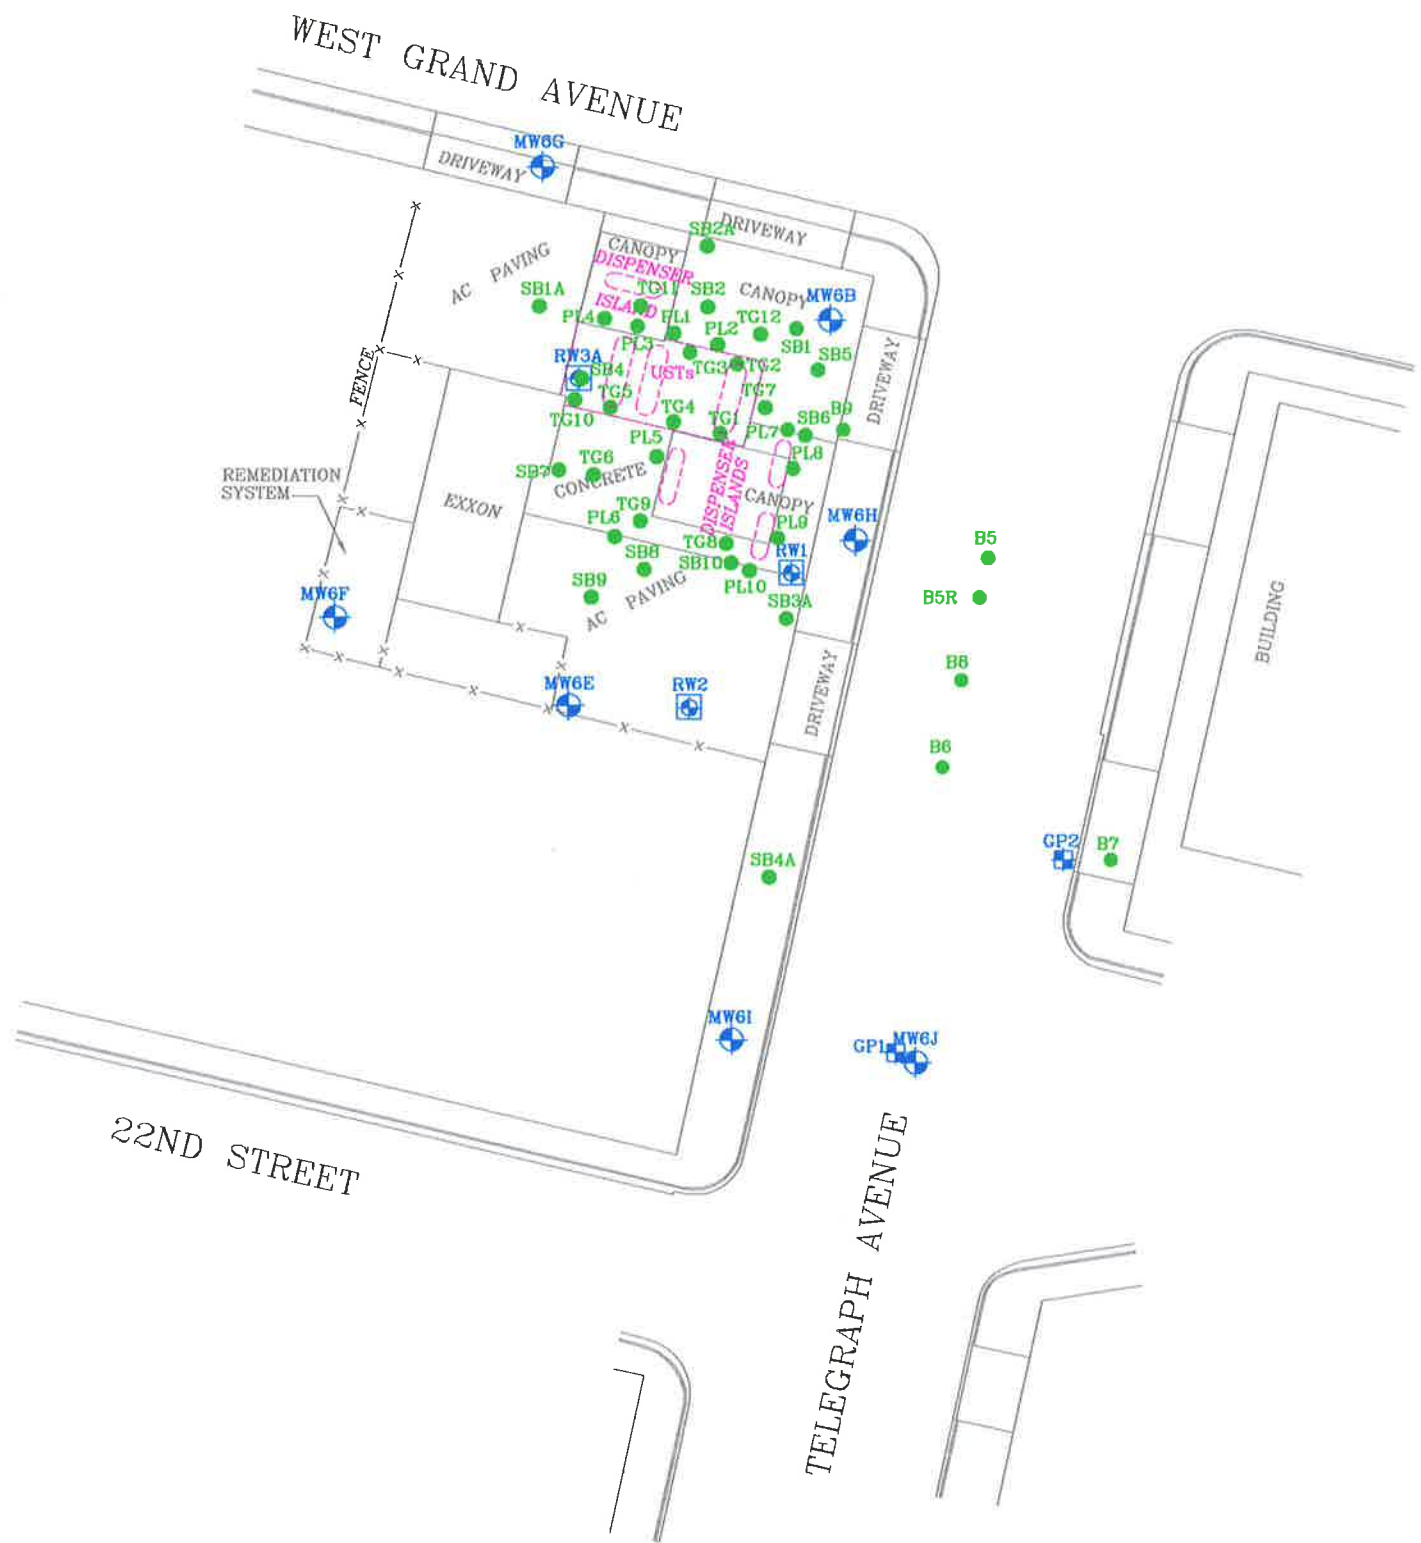 WEST GRAND AVENUE
MW6G
DRIVEWAY
DRIVEWAY
SB2A
CANOPY
DISPENSER
ISLAND
AC PAVING
SB1A
TG11
SB2
CANOPY
MW6B
PL4
PL1
TG12
PL3
PL2
SB1
RW3A
SB4
USTs
TG3
TG2
SB5
DRIVEWAY
FENCE
TG5
TG7
TG10
TG4
TG1
SB6
B9
PL7
PL5
PL8
SB7
TG6
CONCRETE
DISPENSER
ISLANDS
CANOPY
REMEDIATION
SYSTEM
EXXON
TG9
PL6
PL9
MW6H
TG8
RW1
B5
SB8
SB10
PL10
SB9
AC PAVING
SB3A
B5R
MW6F
BUILDING
DRIVEWAY
B8
MW6E
RW2
B6
GP2
B7
SB4A
MW6I
GP1
MW6J
22ND STREET
TELEGRAPH AVENUE